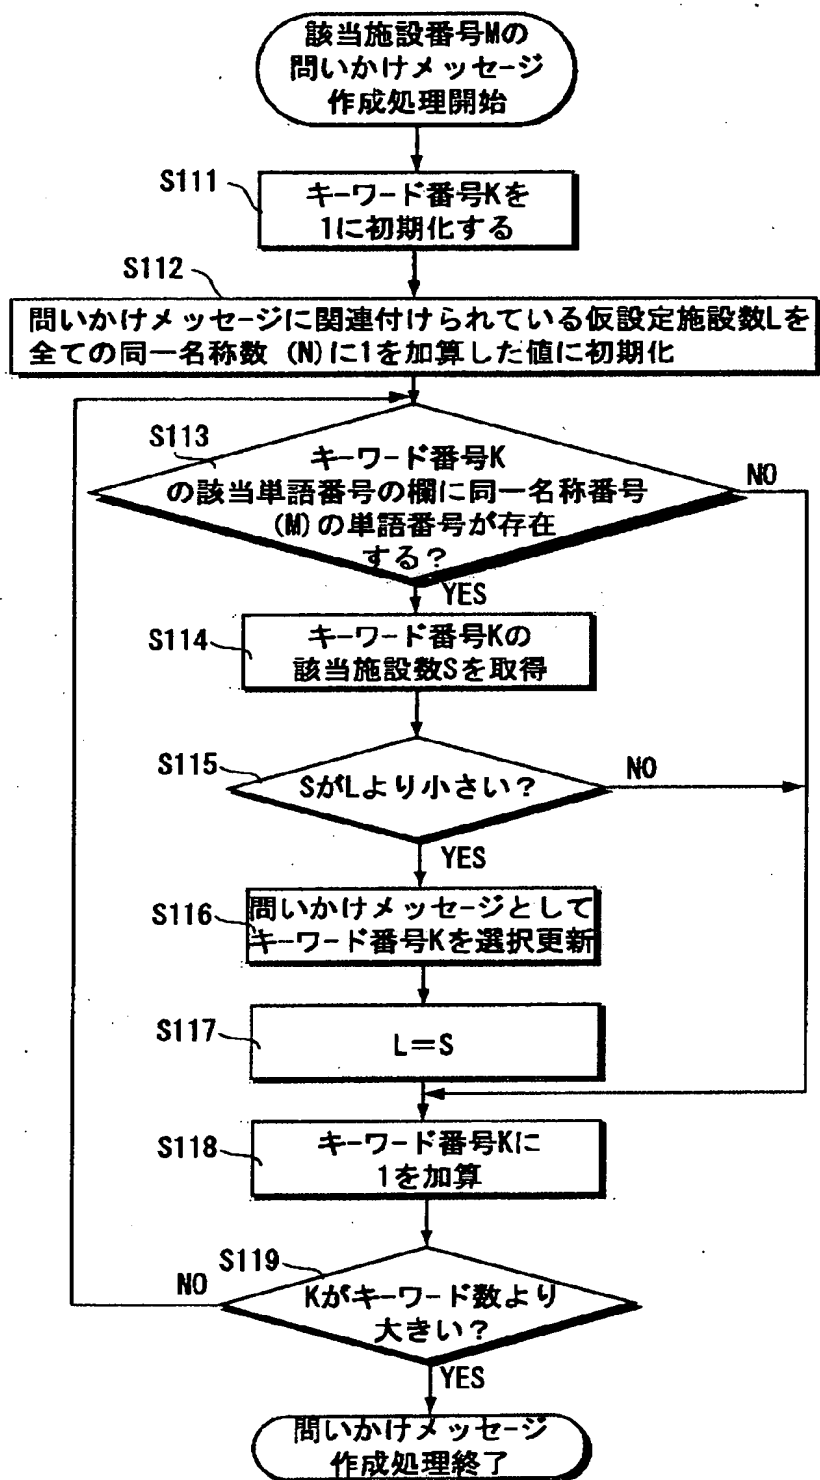 該当施設番号Mの
問いかけメッセージ
作成処理開始
S111
キーワード番号Kを
1に初期化する
S112
問いかけメッセージに関連付けられている仮設定施設数Lを
全ての同一名称数(N)に1を加算した値に初期化
S113
キーワード番号K
の該当単語番号の欄に同一名称番号
(M)の単語番号が存在
する?
NO
YES
S114
キーワード番号Kの
該当施設数Sを取得
S115
SがLより小さい?
NO
YES
S116
問いかけメッセージとして
キーワード番号Kを選択更新
S117
L=S
S118
キーワード番号Kに
1を加算
S119
NO
Kがキーワード数より
大きい?
YES
問いかけメッセージ
作成処理終了